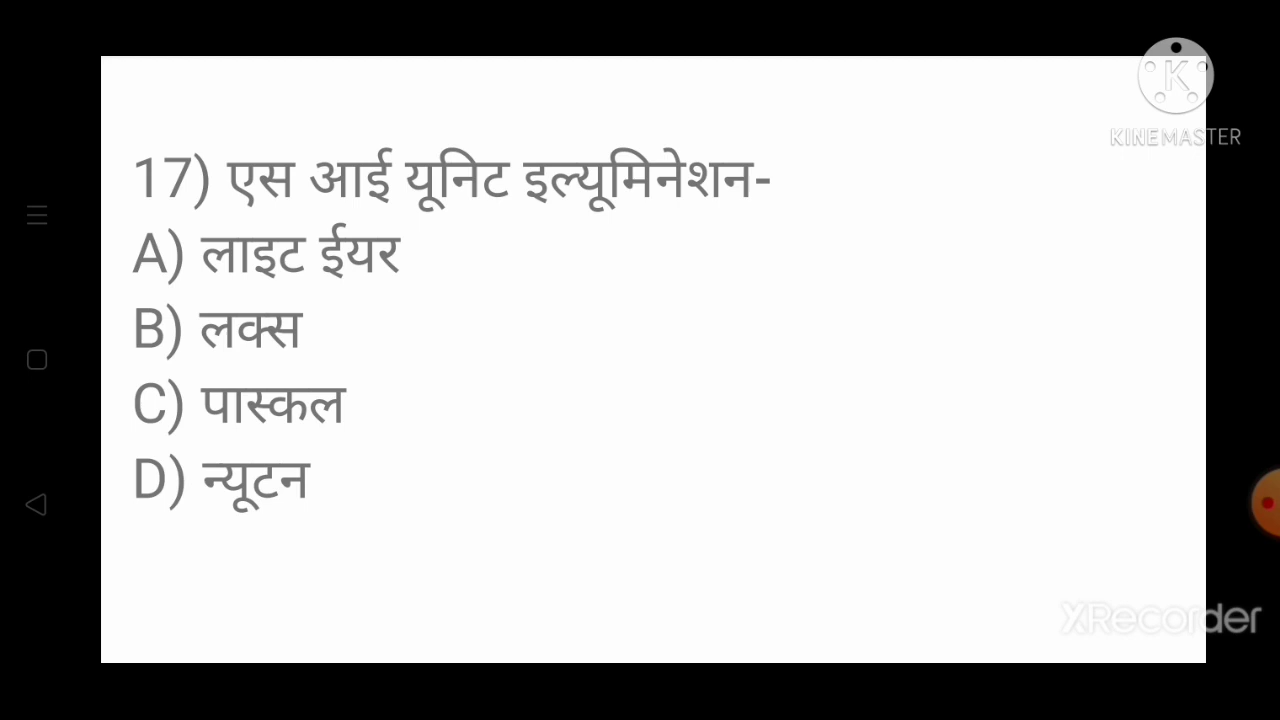 KINEMASTER
17) एस आई यूनिट इल्यूमिनेशन-
A) लाइट ईयर
B) लक्स
C) पास्कल
D) न्यूटन
XRecorder